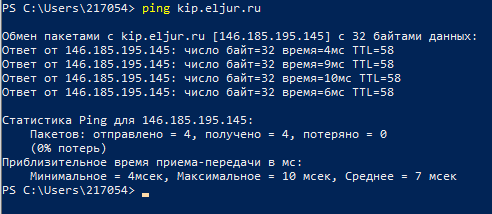 PS C:\Users\217054> ping kip.eljur.ru
Обмен пакетами с kip.eljur.ru [146.185.195.145] с 32 байтами данных:
Ответ от 146.185.195.145: число байт=32 время=4мс TTL=58
Ответ от 146.185.195.145: число байт=32 время=9мс TTL=58
Ответ от 146.185.195.145: число байт=32 время=10мс TTL=58
Ответ от 146.185.195.145: число байт=32 время=6мс TTL=58
Статистика Ping для 146.185.195.145:
Пакетов: отправлено = 4, получено = 4, потеряно = 0
(0% потерь)
Приблизительное время приема-передачи в мс:
Минимальное = 4мсек, Максимальное = 10 мсек, Среднее = 7 мсек
PS C:\Users\217054>